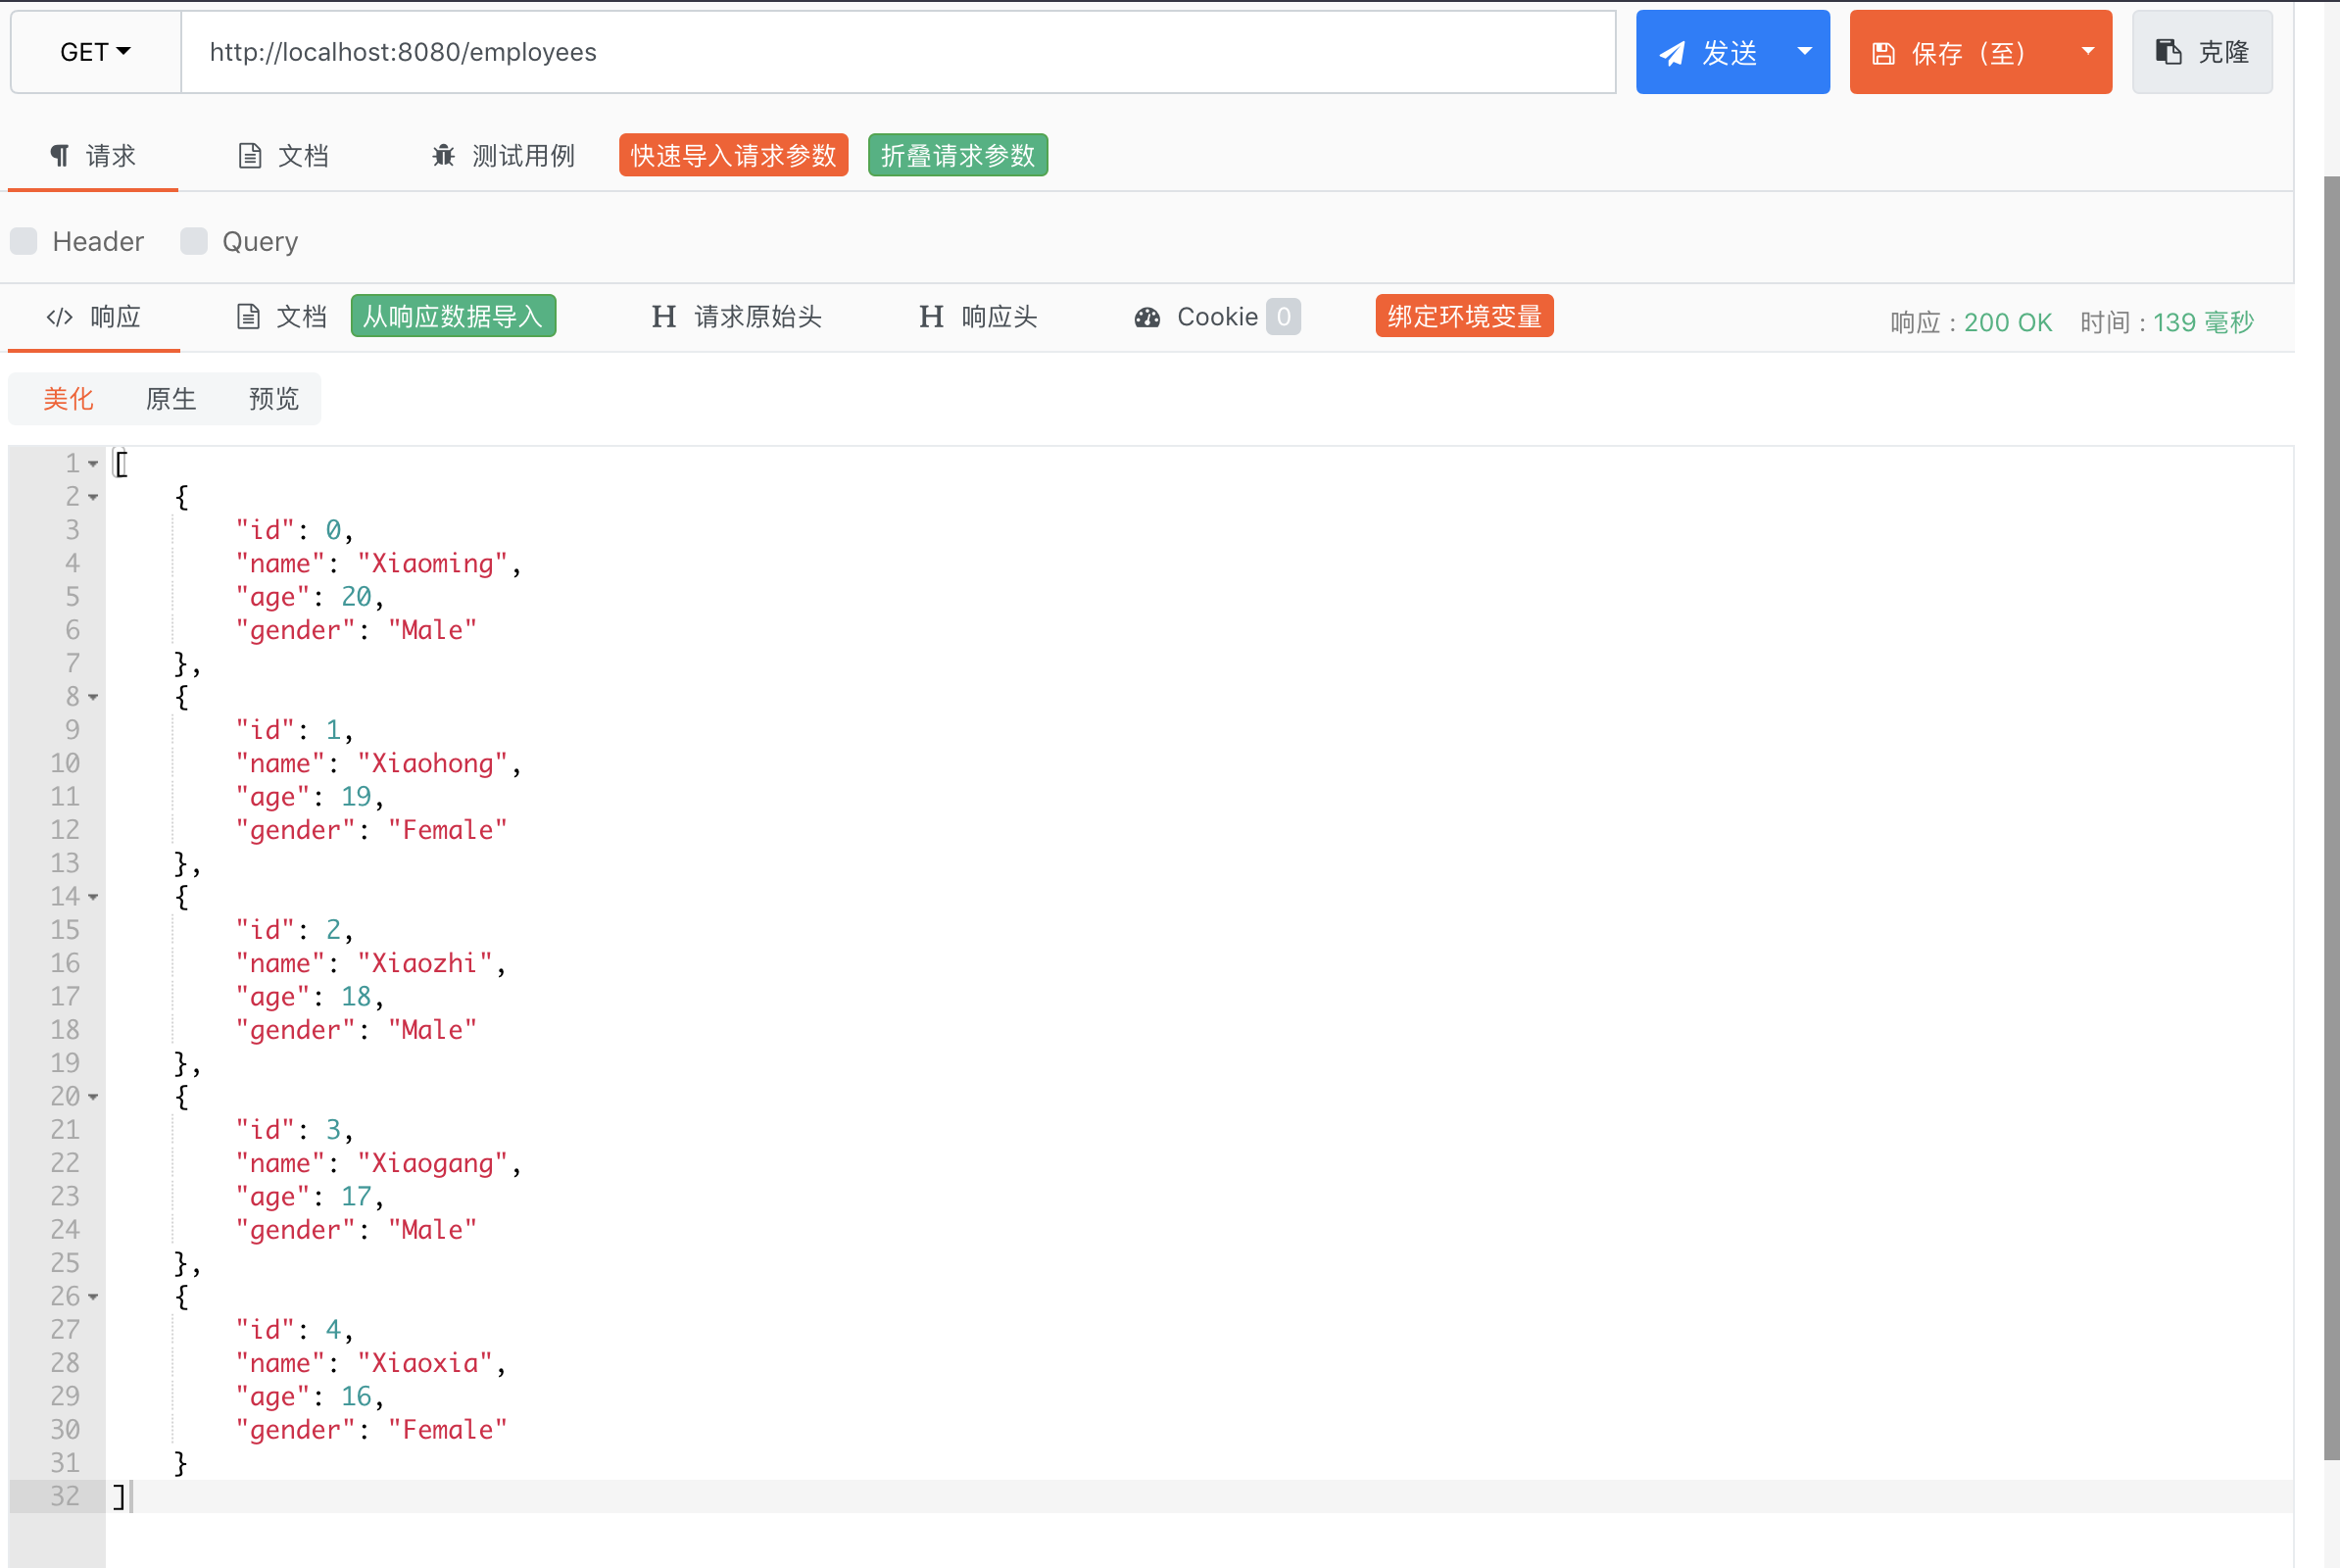 GET http://localhost:8080/employees 发送 保存（至） 克隆
请求 文档 测试用例 快速导入请求参数 折叠请求参数
Header Query
</> 响应 文档 从响应数据导入 H 请求原始头 H 响应头 Cookie 0 绑定环境变量 响应 : 200 OK 时间 : 139 毫秒
美化 原生 预览
1 [
2 {
3 "id": 0,
4 "name": "Xiaoming",
5 "age": 20,
6 "gender": "Male"
7 },
8 {
9 "id": 1,
10 "name": "Xiaohong",
11 "age": 19,
12 "gender": "Female"
13 },
14 {
15 "id": 2,
16 "name": "Xiaozhi",
17 "age": 18,
18 "gender": "Male"
19 },
20 {
21 "id": 3,
22 "name": "Xiaogang",
23 "age": 17,
24 "gender": "Male"
25 },
26 {
27 "id": 4,
28 "name": "Xiaoxia",
29 "age": 16,
30 "gender": "Female"
31 }
32 ]